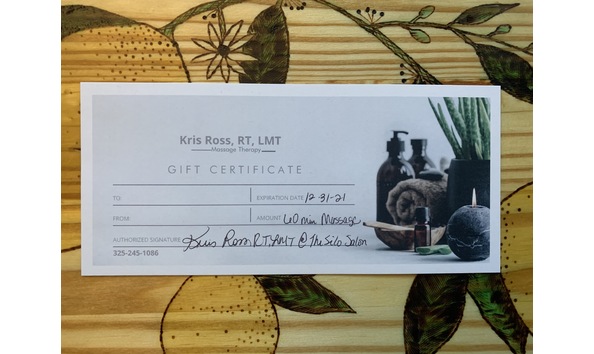 Kris Ross, RT, LMT
Massage Therapy
GIFT CERTIFICATE
TO:
EXPIRATION DATE 12-31-21
FROM:
AMOUNT 60 min Massage
AUTHORIZED SIGNATURE Kris Ross RT, LMT @ The Silo Salon
325-245-1086